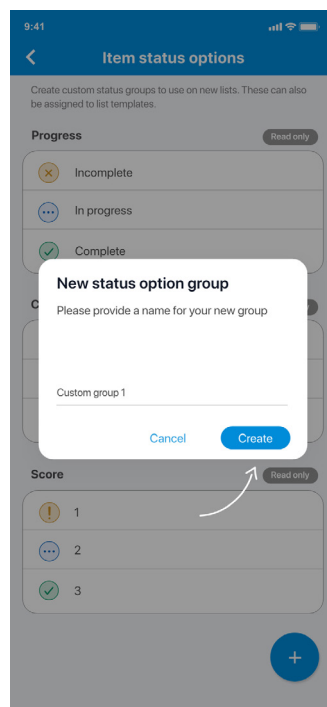 9:41
Item status options
Create custom status groups to use on new lists. These can also
be assigned to list templates.
Progress
Read only
Incomplete
In progress
Complete
New status option group
C
Please provide a name for your new group
Custom group 1
Cancel
Create
Score
Read only
1
2
3